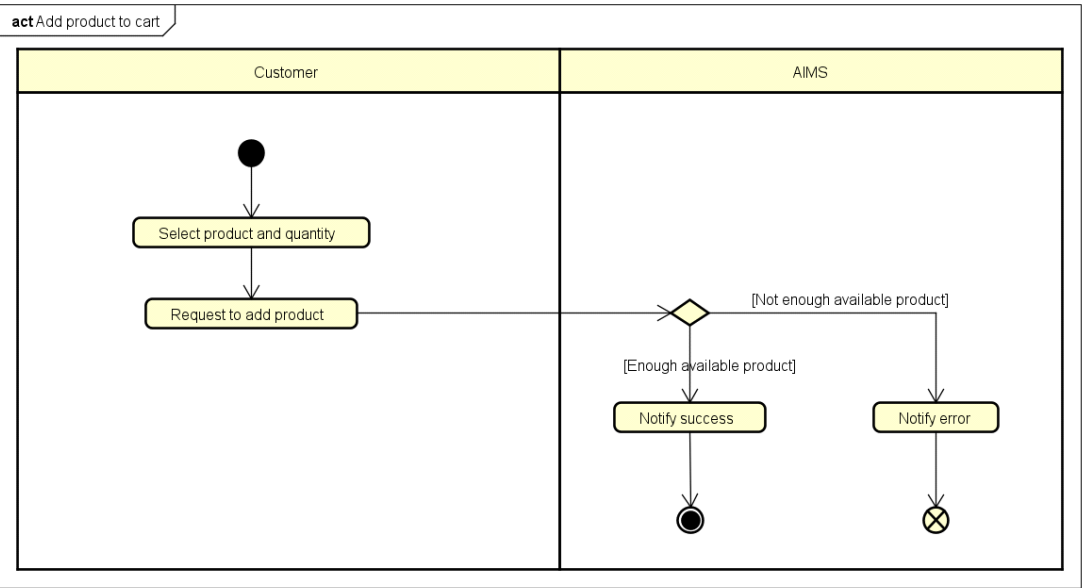 act Add product to cart
Customer
AIMS
Select product and quantity
Request to add product
[Not enough available product]
[Enough available product]
Notify success
Notify error